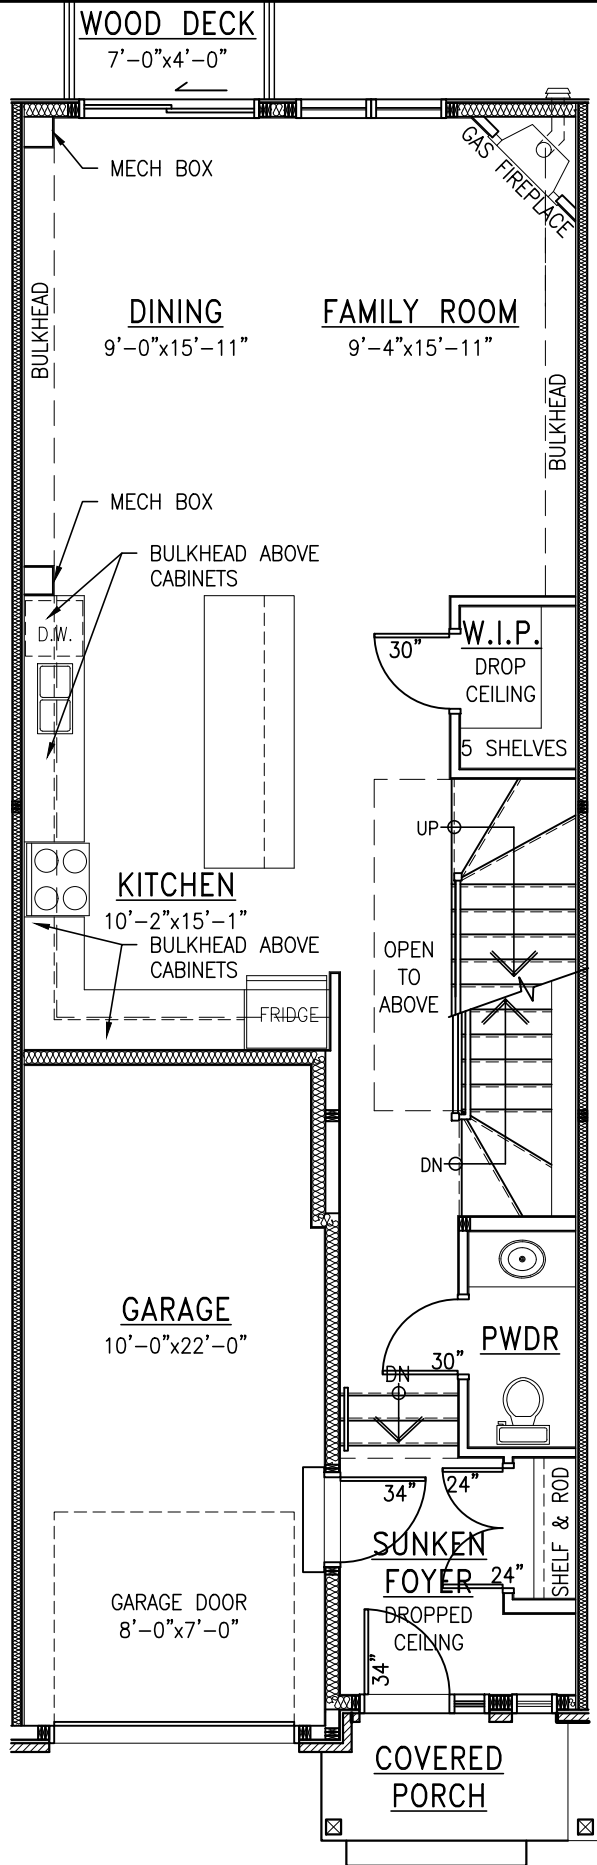 WOOD DECK
7'-0"x4'-0"
MECH BOX
GAS FIREPLACE
BULKHEAD
DINING
9'-0"x15'-11"
FAMILY ROOM
9'-4"x15'-11"
BULKHEAD
MECH BOX
BULKHEAD ABOVE
CABINETS
D.W.
30"
W.I.P.
DROP
CEILING
5 SHELVES
UP
KITCHEN
10'-2"x15'-1"
BULKHEAD ABOVE
CABINETS
OPEN
TO
ABOVE
FRIDGE
DN
GARAGE
10'-0"x22'-0"
PWDR
30"
DN
34"
24"
SHELF & ROD
SUNKEN
FOYER
24"
DROPPED
CEILING
GARAGE DOOR
8'-0"x7'-0"
34"
COVERED
PORCH